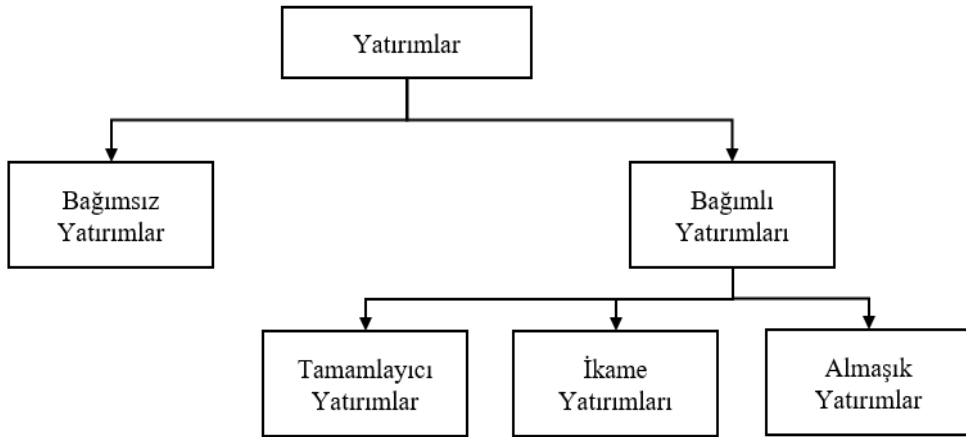 Yatırımlar
Bağımsız
Yatırımlar
Bağımlı
Yatırımları
Tamamlayıcı
Yatırımlar
İkame
Yatırımları
Almaşık
Yatırımlar